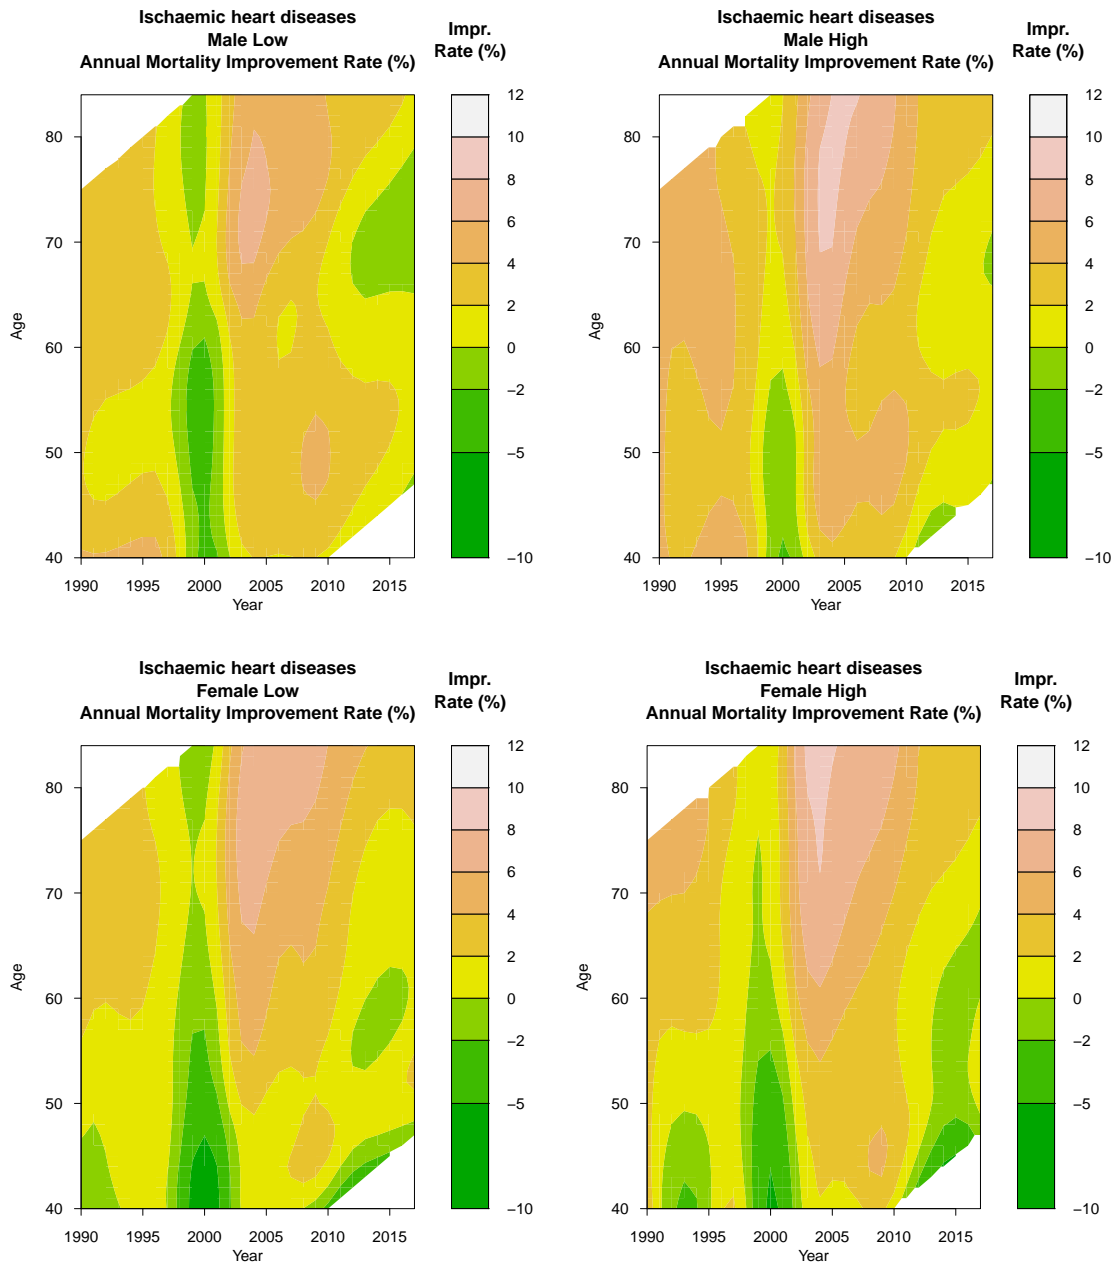 Ischaemic heart diseases
Male Low
Annual Mortality Improvement Rate (%)
Impr.
Rate (%)
80
70
60
50
40
Age
1990 1995 2000 2005 2010 2015
Year
12
10
8
6
4
2
0
−2
−5
−10
Ischaemic heart diseases
Male High
Annual Mortality Improvement Rate (%)
Impr.
Rate (%)
80
70
60
50
40
Age
1990 1995 2000 2005 2010 2015
Year
12
10
8
6
4
2
0
−2
−5
−10
Ischaemic heart diseases
Female Low
Annual Mortality Improvement Rate (%)
Impr.
Rate (%)
80
70
60
50
40
Age
1990 1995 2000 2005 2010 2015
Year
12
10
8
6
4
2
0
−2
−5
−10
Ischaemic heart diseases
Female High
Annual Mortality Improvement Rate (%)
Impr.
Rate (%)
80
70
60
50
40
Age
1990 1995 2000 2005 2010 2015
Year
12
10
8
6
4
2
0
−2
−5
−10